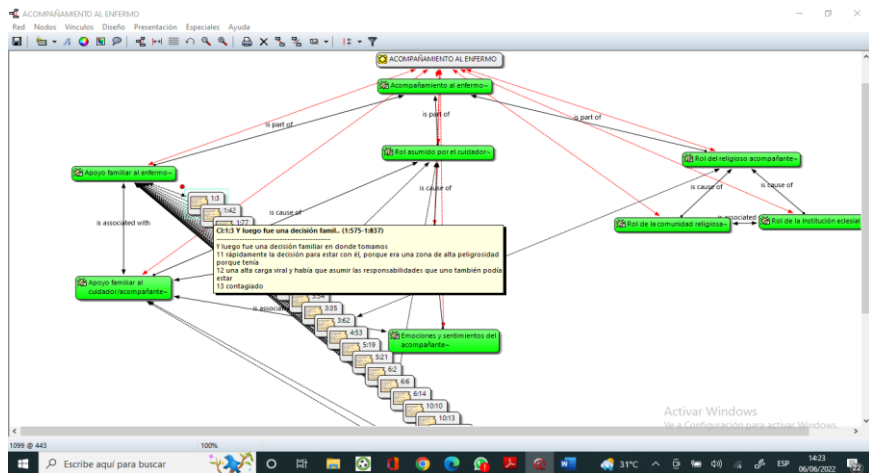 ACOMPAÑAMIENTO AL ENFERMO
Red Nodos Vínculos Diseño Presentación Especiales Ayuda
ACOMPAÑAMIENTO AL ENFERMO
Acompañamiento al enfermo~
is part of
is part of
is part of
Rol asumido por el cuidador~
Rol del religioso acompañante~
Apoyo familiar al enfermo~
is cause of
is cause of
is cause of
is cause of
1:3
1:42
1:77
is associated with
Rol de la comunidad religiosa~
associated
Rol de la Institución eclesial
CI:1:3 Y luego fue una decisión famil.. (1:575-1:837)
Y luego fue una decisión familiar en donde tomamos
11 rápidamente la decisión para estar con él, porque era una zona de alta peligrosidad
porque tenía
12 una alta carga viral y había que asumir las responsabilidades que uno también podía
estar
13 contagiado
Apoyo familiar al
cuidador/acompañante~
3:34
3:35
is associated
3:62
4:53
5:19
5:21
6:2
6:6
6:14
10:10
10:13
Emociones y sentimientos del
acompañante~
Activar Windows
Ve a Configuración para activar Windows.
1099 @ 443
100%
Escribe aquí para buscar
31°C
ESP
14:23
06/06/2022
22